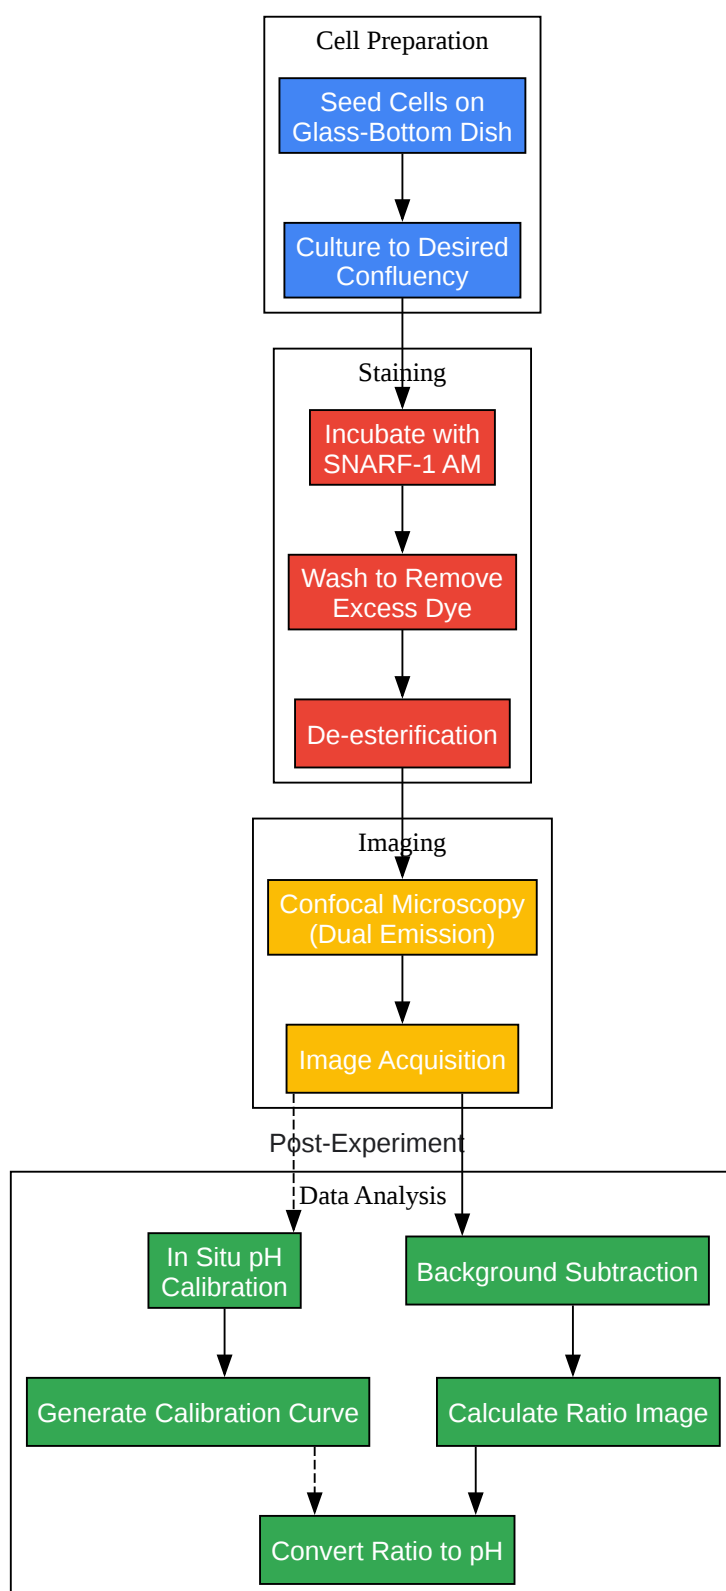 Cell Preparation
Seed Cells on
Glass-Bottom Dish
Culture to Desired
Confluency
Staining
Incubate with
SNARF-1 AM
Wash to Remove
Excess Dye
De-esterification
Imaging
Confocal Microscopy
(Dual Emission)
Image Acquisition
Post-Experiment
Data Analysis
In Situ pH
Calibration
Background Subtraction
Generate Calibration Curve
Calculate Ratio Image
Convert Ratio to pH